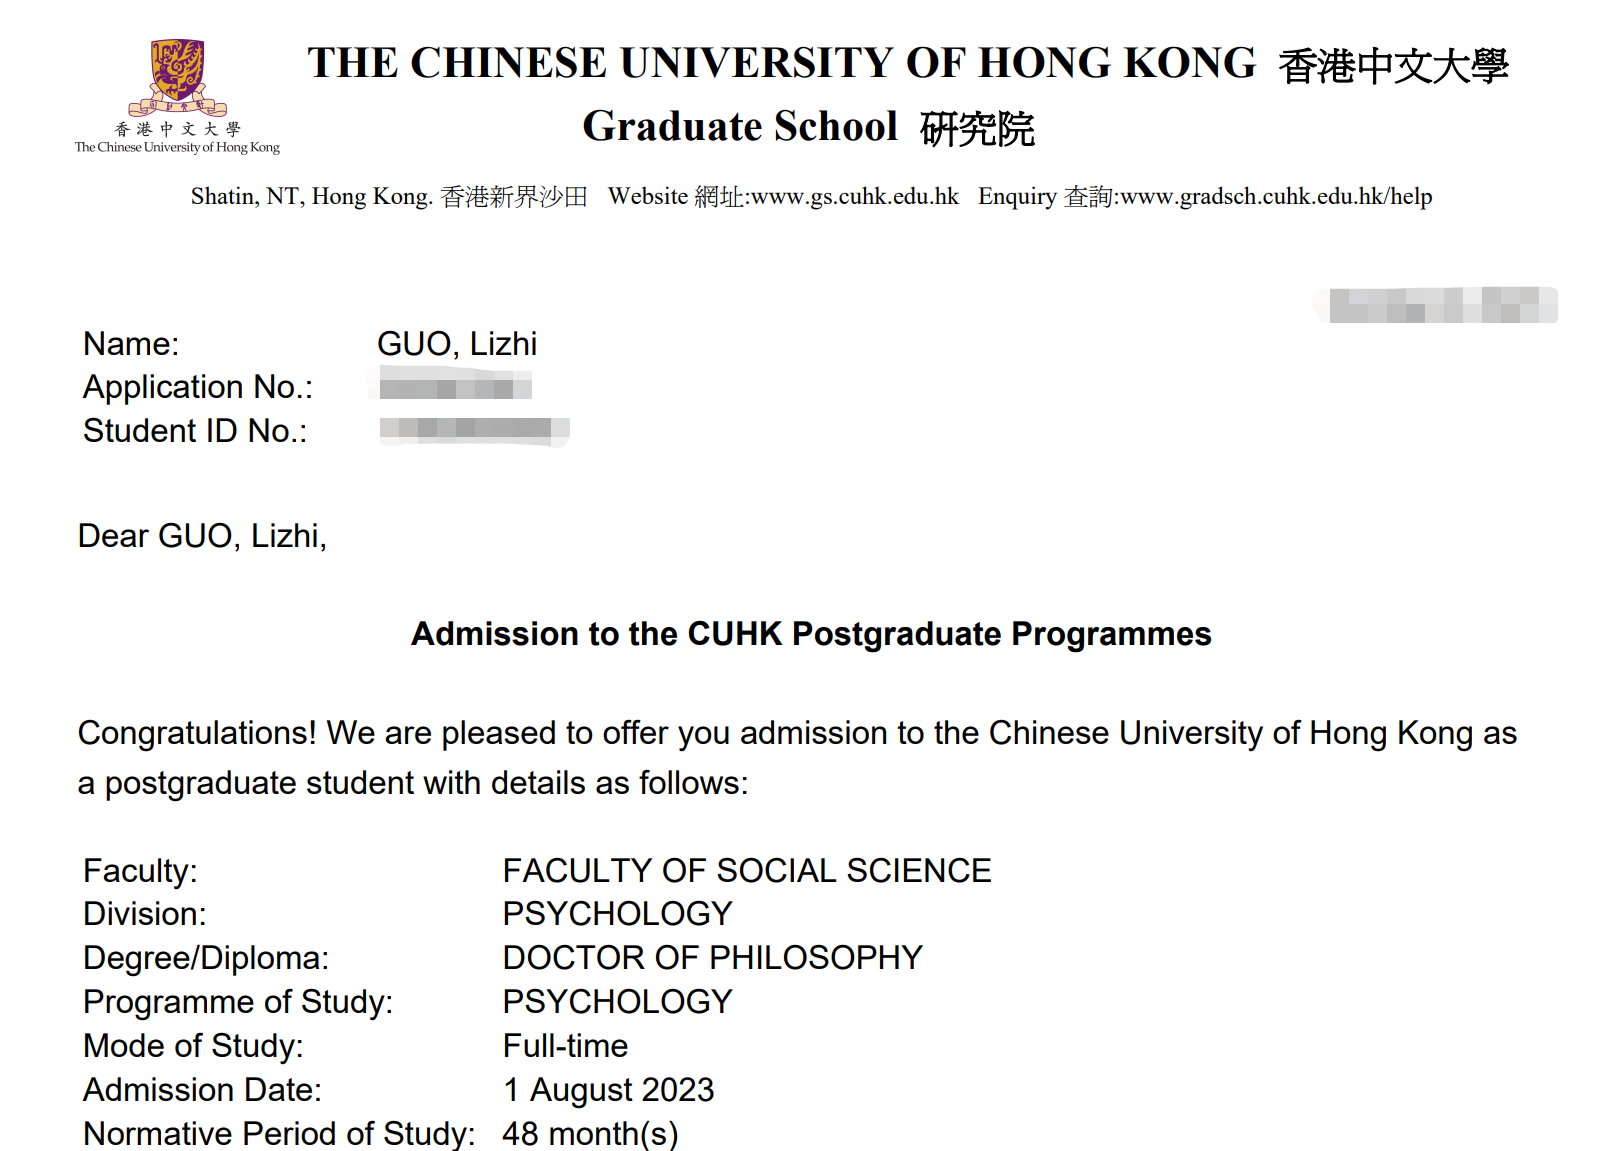 THE CHINESE UNIVERSITY OF HONG KONG 香港中文大學
Graduate School 研究院
香港中文大學
The Chinese University of Hong Kong
Shatin, NT, Hong Kong. 香港新界沙田 Website 網址:www.gs.cuhk.edu.hk Enquiry 查詢:www.gradsch.cuhk.edu.hk/help
Name: GUO, Lizhi
Application No.:
Student ID No.:
Dear GUO, Lizhi,
Admission to the CUHK Postgraduate Programmes
Congratulations! We are pleased to offer you admission to the Chinese University of Hong Kong as
a postgraduate student with details as follows:
Faculty: FACULTY OF SOCIAL SCIENCE
Division: PSYCHOLOGY
Degree/Diploma: DOCTOR OF PHILOSOPHY
Programme of Study: PSYCHOLOGY
Mode of Study: Full-time
Admission Date: 1 August 2023
Normative Period of Study: 48 month(s)